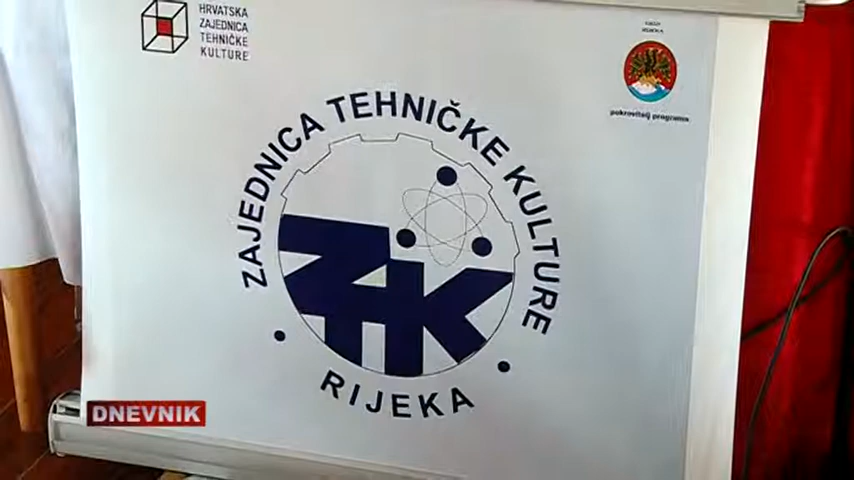 HRVATSKA
ZAJEDNICA
TEHNIČKE
KULTURE
pokrovitelj programa
ZAJEDNICA TEHNIČKE KULTURE
ZTK
RIJEKA
DNEVNIK